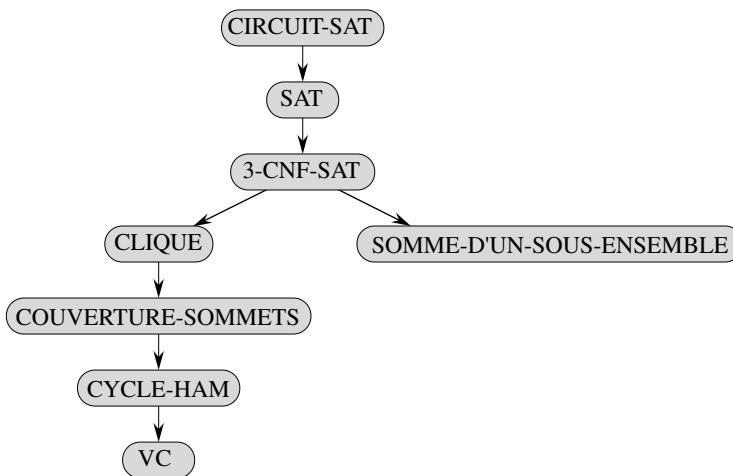 CIRCUIT-SAT
SAT
3-CNF-SAT
CLIQUE
SOMME-D'UN-SOUS-ENSEMBLE
COUVERTURE-SOMMETS
CYCLE-HAM
VC